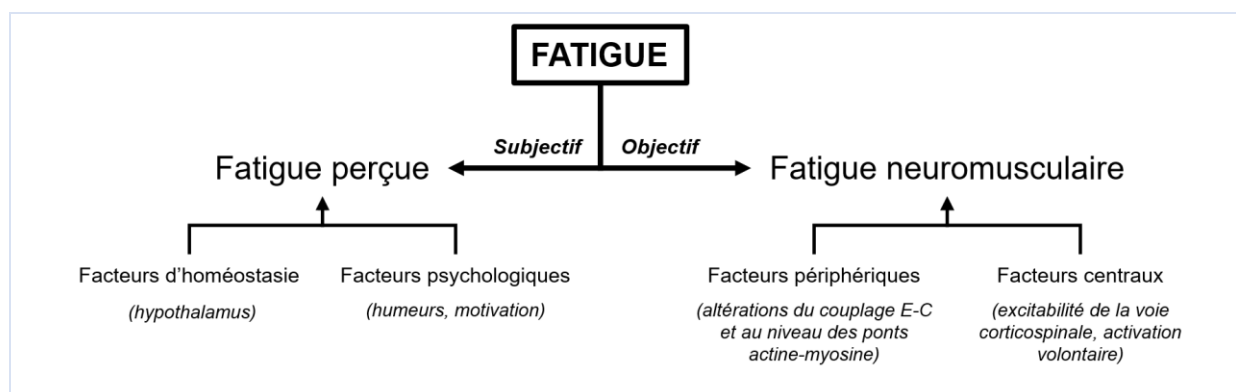 FATIGUE
Subjectif
Objectif
Fatigue perçue
Fatigue neuromusculaire
Facteurs d'homéostasie
(hypothalamus)
Facteurs psychologiques
(humeurs, motivation)
Facteurs périphériques
(altérations du couplage E-C
et au niveau des ponts
actine-myosine)
Facteurs centraux
(excitabilité de la voie
corticospinale, activation
volontaire)